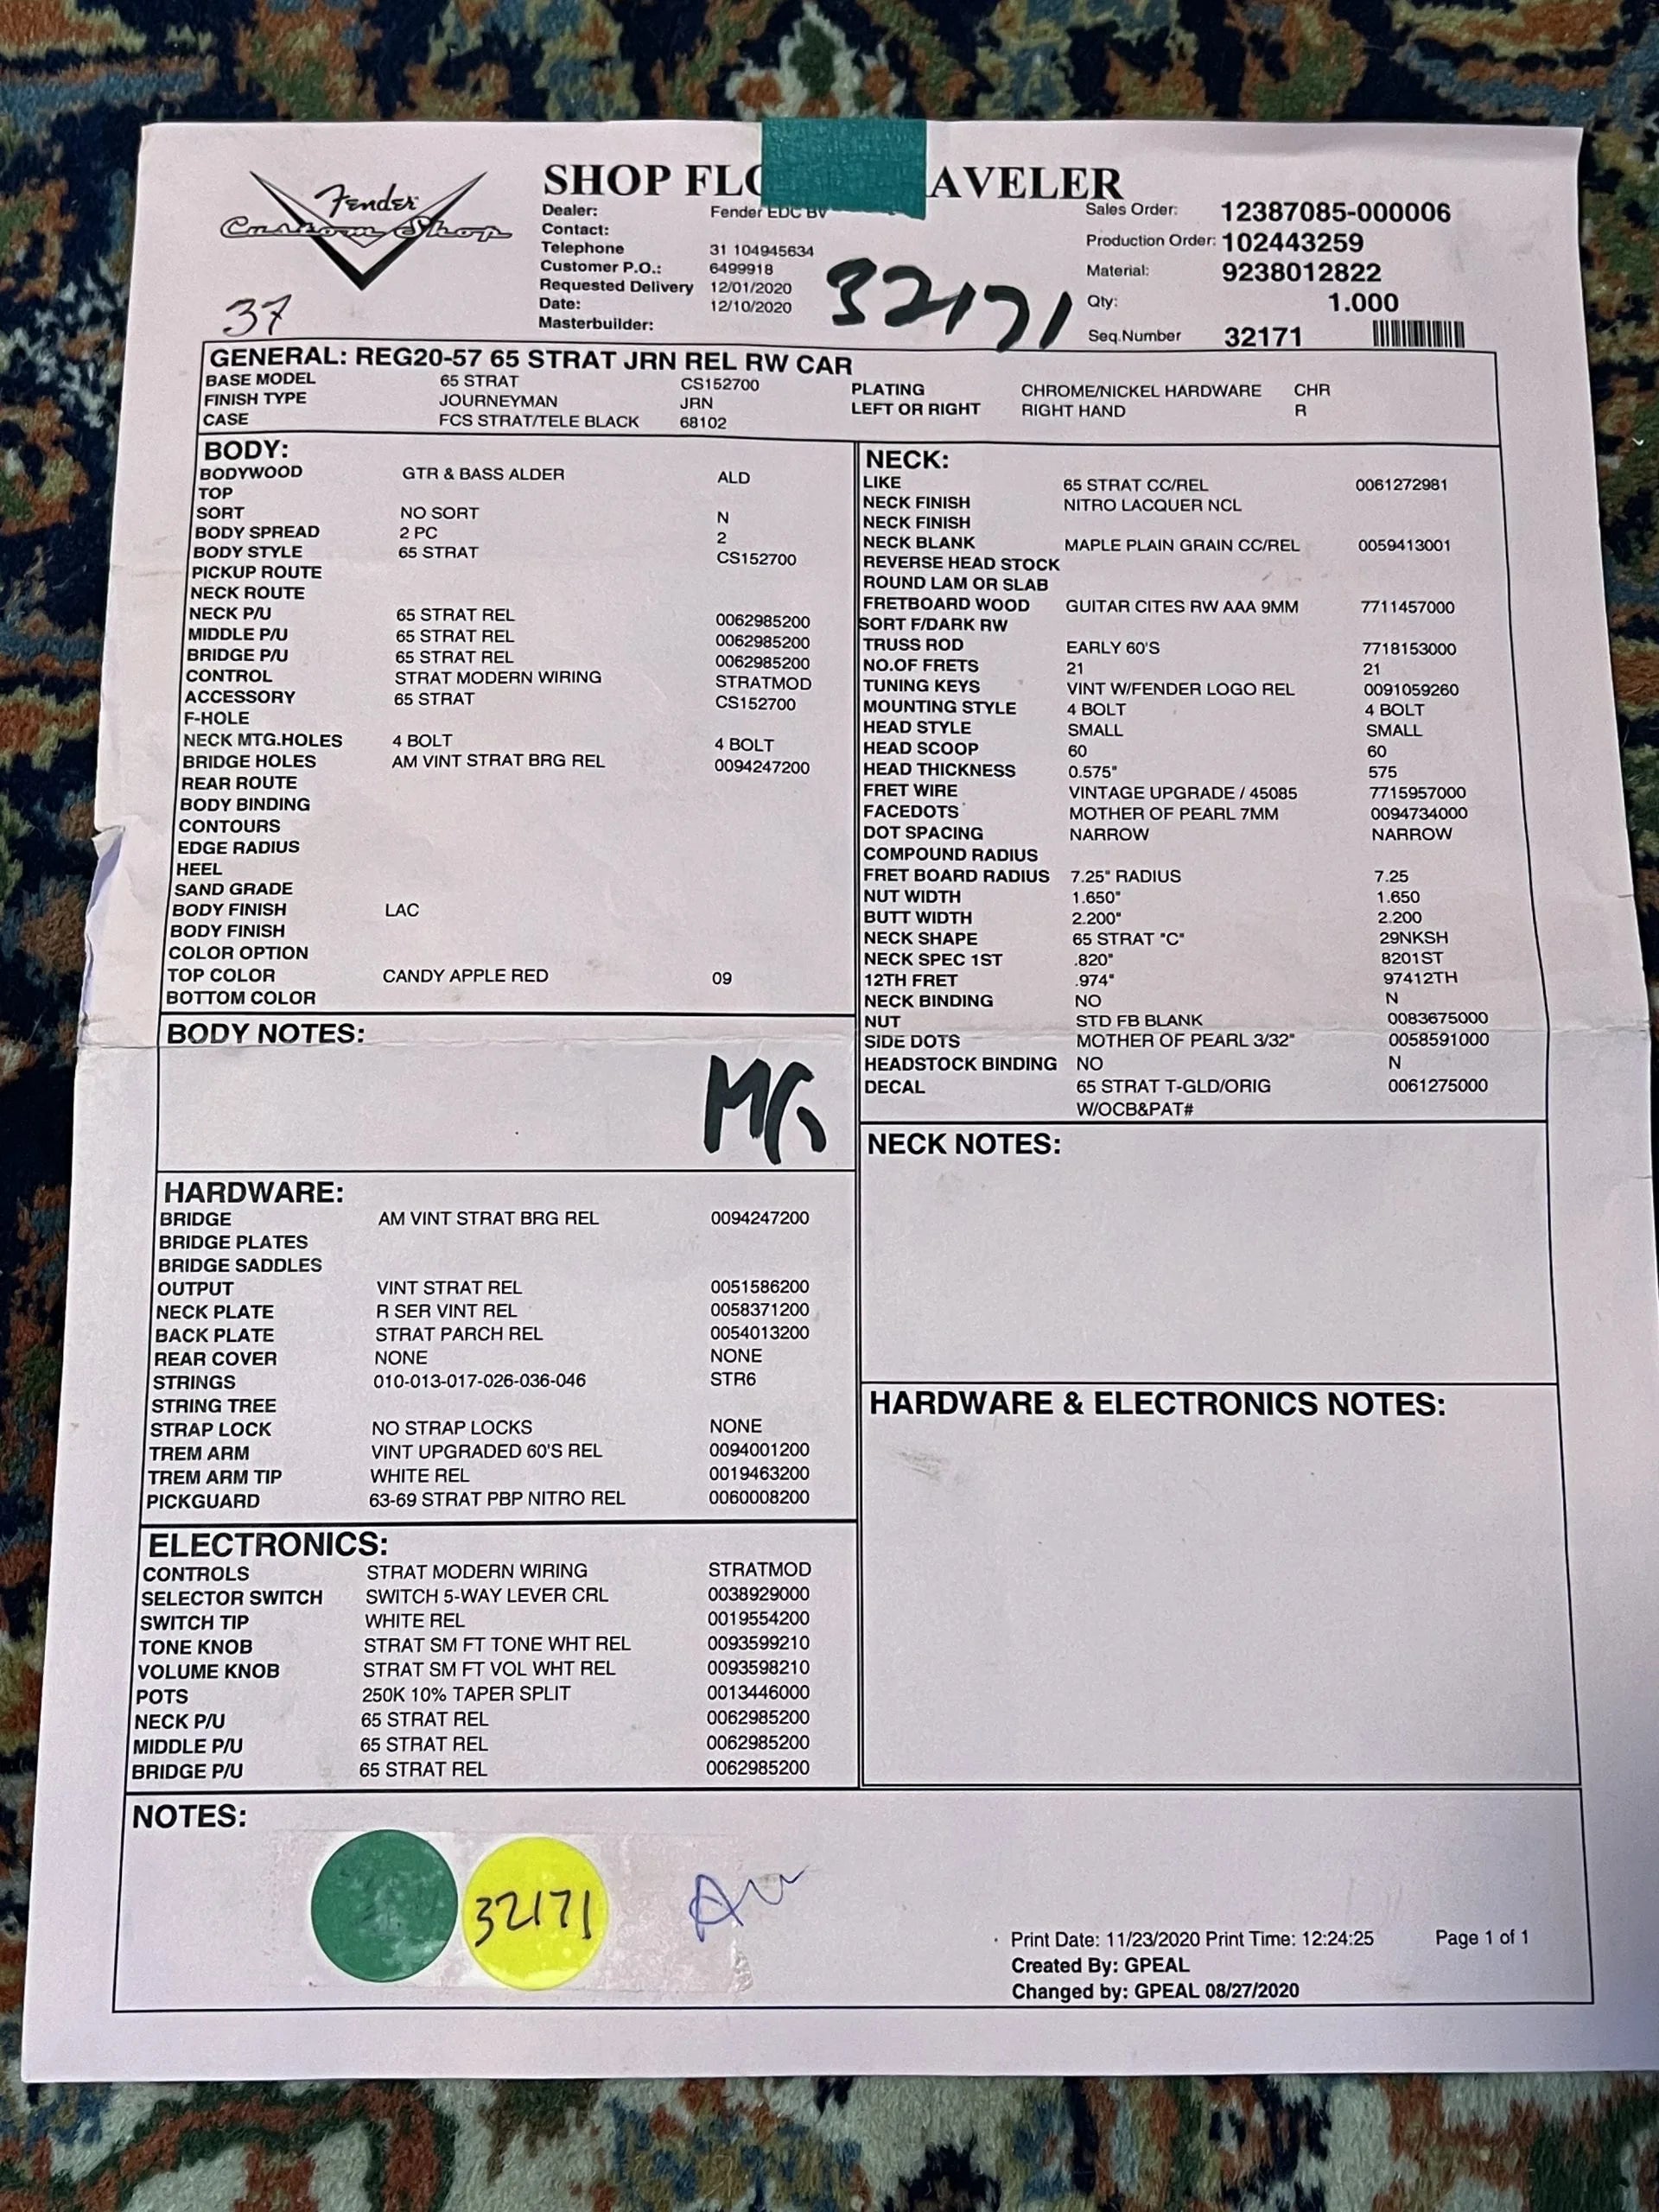 Fender
Custom Shop
SHOP FLO AVELER
Dealer: Fender EDC BV
Contact:
Telephone 31 104945634
Customer P.O.: 6499918
Requested Delivery 12/01/2020
Date: 12/10/2020
Masterbuilder:
32171
37
Sales Order: 12387085-000006
Production Order: 102443259
Material: 9238012822
Qty: 1.000
Seq.Number 32171
GENERAL: REG20-57 65 STRAT JRN REL RW CAR
BASE MODEL 65 STRAT CS152700
FINISH TYPE JOURNEYMAN JRN
CASE FCS STRAT/TELE BLACK 68102
PLATING CHROME/NICKEL HARDWARE CHR
LEFT OR RIGHT RIGHT HAND R
BODY:
BODYWOOD GTR & BASS ALDER ALD
TOP
SORT NO SORT N
BODY SPREAD 2 PC 2
BODY STYLE 65 STRAT CS152700
PICKUP ROUTE
NECK ROUTE
NECK P/U 65 STRAT REL 0062985200
MIDDLE P/U 65 STRAT REL 0062985200
BRIDGE P/U 65 STRAT REL 0062985200
CONTROL STRAT MODERN WIRING STRATMOD
ACCESSORY 65 STRAT CS152700
F-HOLE
NECK MTG.HOLES 4 BOLT 4 BOLT
BRIDGE HOLES AM VINT STRAT BRG REL 0094247200
REAR ROUTE
BODY BINDING
CONTOURS
EDGE RADIUS
HEEL
SAND GRADE
BODY FINISH LAC
BODY FINISH
COLOR OPTION
TOP COLOR CANDY APPLE RED 09
BOTTOM COLOR
BODY NOTES:
MG
HARDWARE:
BRIDGE AM VINT STRAT BRG REL 0094247200
BRIDGE PLATES
BRIDGE SADDLES
OUTPUT VINT STRAT REL 0051586200
NECK PLATE R SER VINT REL 0058371200
BACK PLATE STRAT PARCH REL 0054013200
REAR COVER NONE NONE
STRINGS 010-013-017-026-036-046 STR6
STRING TREE
STRAP LOCK NO STRAP LOCKS NONE
TREM ARM VINT UPGRADED 60'S REL 0094001200
TREM ARM TIP WHITE REL 0019463200
PICKGUARD 63-69 STRAT PBP NITRO REL 0060008200
ELECTRONICS:
CONTROLS STRAT MODERN WIRING STRATMOD
SELECTOR SWITCH SWITCH 5-WAY LEVER CRL 0038929000
SWITCH TIP WHITE REL 0019554200
TONE KNOB STRAT SM FT TONE WHT REL 0093599210
VOLUME KNOB STRAT SM FT VOL WHT REL 0093598210
POTS 250K 10% TAPER SPLIT 0013446000
NECK P/U 65 STRAT REL 0062985200
MIDDLE P/U 65 STRAT REL 0062985200
BRIDGE P/U 65 STRAT REL 0062985200
NECK:
LIKE 65 STRAT CC/REL 0061272981
NECK FINISH NITRO LACQUER NCL
NECK FINISH
NECK BLANK MAPLE PLAIN GRAIN CC/REL 0059413001
REVERSE HEAD STOCK
ROUND LAM OR SLAB
FRETBOARD WOOD GUITAR CITES RW AAA 9MM 7711457000
SORT F/DARK RW
TRUSS ROD EARLY 60'S 7718153000
NO.OF FRETS 21 21
TUNING KEYS VINT W/FENDER LOGO REL 0091059260
MOUNTING STYLE 4 BOLT 4 BOLT
HEAD STYLE SMALL SMALL
HEAD SCOOP 60 60
HEAD THICKNESS 0.575" 575
FRET WIRE VINTAGE UPGRADE / 45085 7715957000
FACEDOTS MOTHER OF PEARL 7MM 0094734000
DOT SPACING NARROW NARROW
COMPOUND RADIUS
FRET BOARD RADIUS 7.25" RADIUS 7.25
NUT WIDTH 1.650" 1.650
BUTT WIDTH 2.200" 2.200
NECK SHAPE 65 STRAT "C" 29NKSH
NECK SPEC 1ST .820" 8201ST
12TH FRET .974" 97412TH
NECK BINDING NO N
NUT STD FB BLANK 0083675000
SIDE DOTS MOTHER OF PEARL 3/32" 0058591000
HEADSTOCK BINDING NO N
DECAL 65 STRAT T-GLD/ORIG 0061275000
W/OCB&PAT#
NECK NOTES:
HARDWARE & ELECTRONICS NOTES:
NOTES:
32171
Print Date: 11/23/2020 Print Time: 12:24:25 Page 1 of 1
Created By: GPEAL
Changed by: GPEAL 08/27/2020